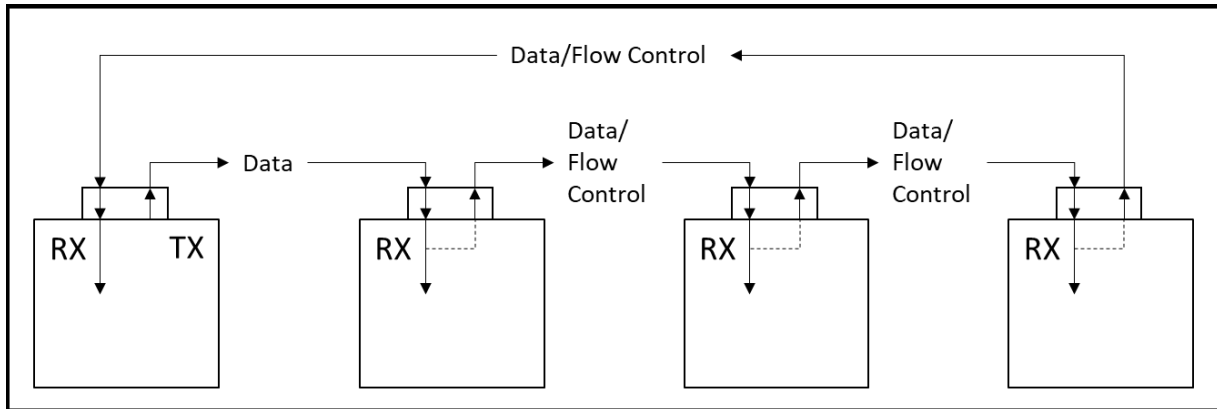 Data/Flow Control
Data
Data/
Flow
Control
Data/
Flow
Control
RX
TX
RX
RX
RX